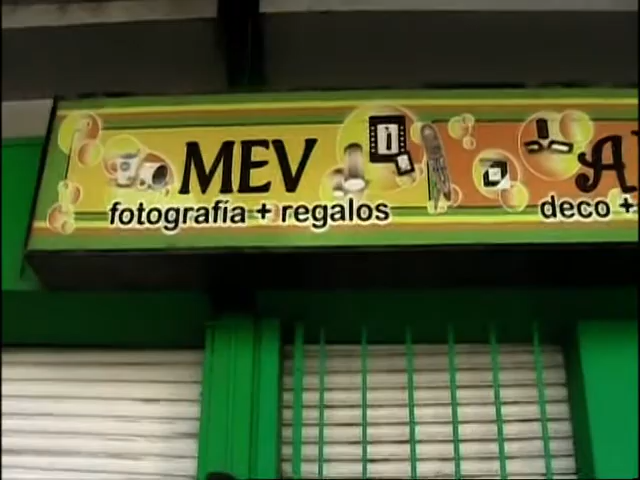 MEV
fotografía + regalos
deco +